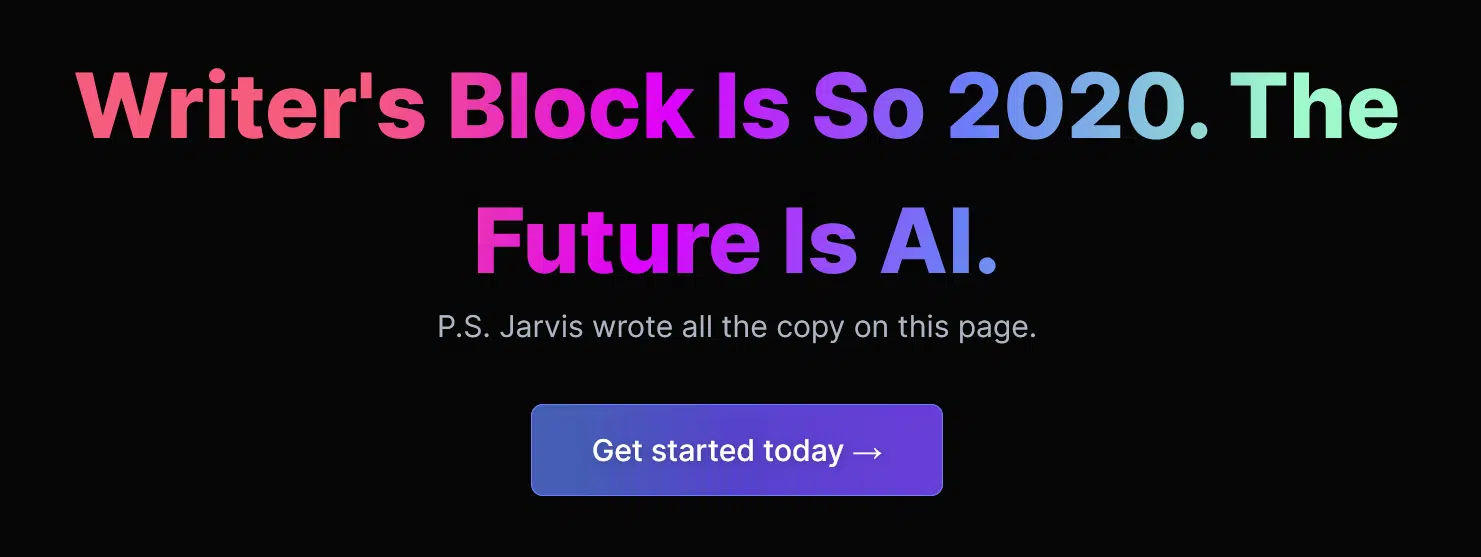 Writer's Block Is So 2020. The
Future Is AI.
P.S. Jarvis wrote all the copy on this page.
Get started today →